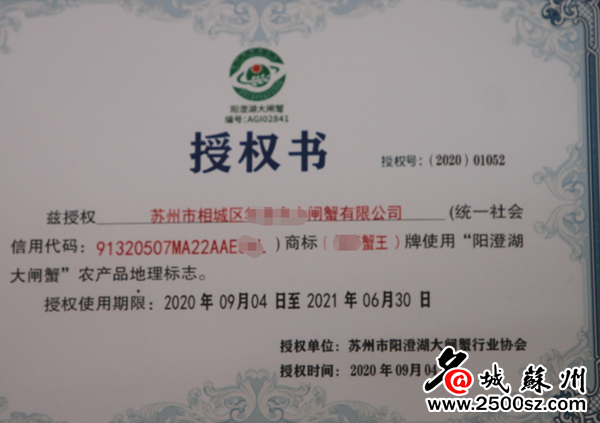 阳澄湖大闸蟹
编号:AGI02841
授权书
授权号:(2020)01052
兹授权 苏州市相城区 大闸蟹有限公司 (统一社会
信用代码:91320507MA22AAE )商标( 蟹王)牌使用“阳澄湖
大闸蟹”农产品地理标志。
授权使用期限:2020年09月04日至2021年06月30日
授权单位:苏州市阳澄湖大闸蟹行业协会
授权时间:2020年09月04
名@城蘇州
www.2500sz.com